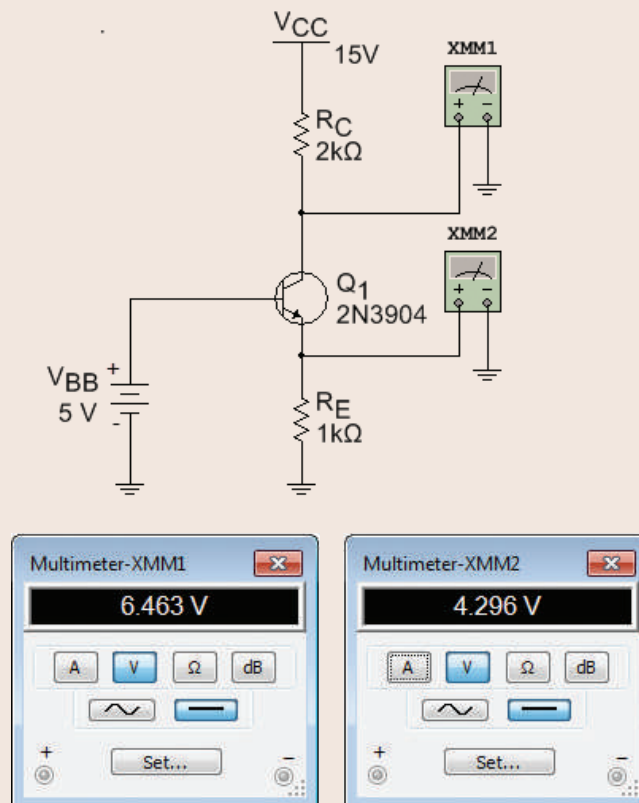 VCC
15V
XMM1
+ −
RC
2kΩ
XMM2
+ −
Q1
2N3904
VBB
+
5 V
-
RE
1kΩ
Multimeter-XMM1
6.463 V
A V Ω dB
+ Set... −
Multimeter-XMM2
4.296 V
A V Ω dB
+ Set... −